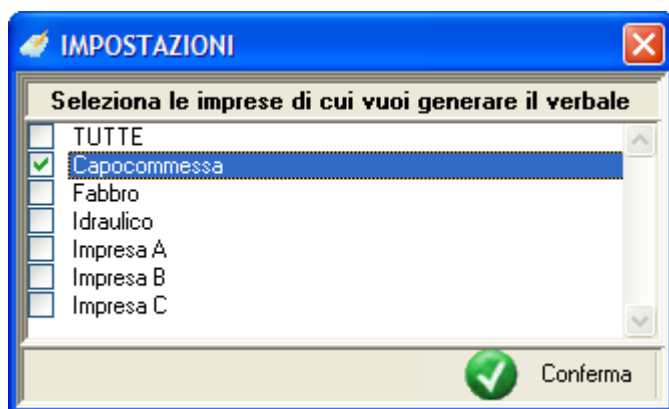 IMPOSTAZIONI
Seleziona le imprese di cui vuoi generare il verbale
TUTTE
Capocommessa
Fabbro
Idraulico
Impresa A
Impresa B
Impresa C
Conferma